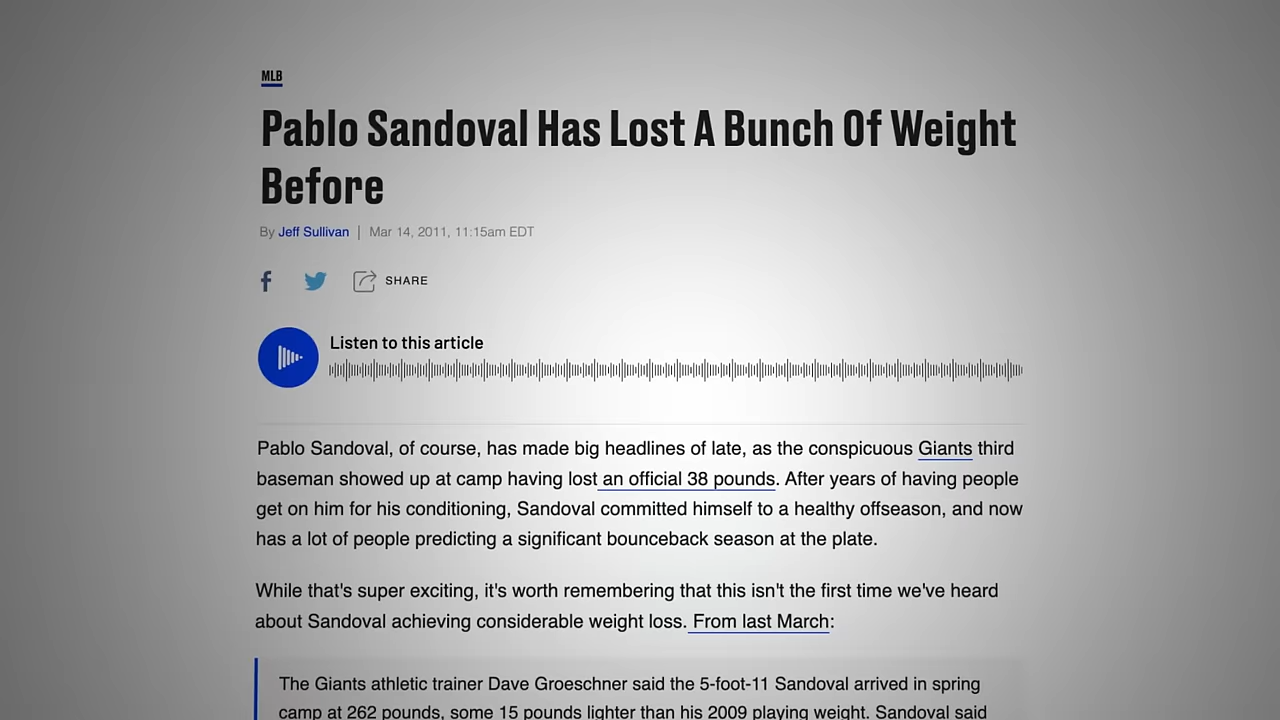 MLB
Pablo Sandoval Has Lost A Bunch Of Weight
Before
By Jeff Sullivan | Mar 14, 2011, 11:15am EDT
SHARE
Listen to this article
Pablo Sandoval, of course, has made big headlines of late, as the conspicuous Giants third
baseman showed up at camp having lost an official 38 pounds. After years of having people
get on him for his conditioning, Sandoval committed himself to a healthy offseason, and now
has a lot of people predicting a significant bounceback season at the plate.
While that's super exciting, it's worth remembering that this isn't the first time we've heard
about Sandoval achieving considerable weight loss. From last March:
The Giants athletic trainer Dave Groeschner said the 5-foot-11 Sandoval arrived in spring
camp at 262 pounds, some 15 pounds lighter than his 2009 playing weight. Sandoval said